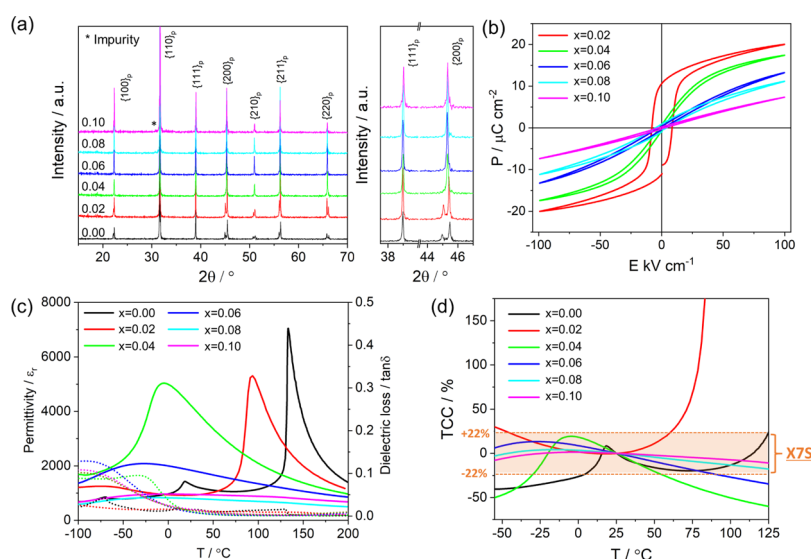 (a)
* Impurity
{100}p
{110}p
{111}p
{200}p
{210}p
{211}p
{220}p
0.10
*
0.08
0.06
0.04
0.02
0.00
Intensity / a.u.
15 20 30 40 50 60 70
2θ / °
{111}p
{200}p
Intensity / a.u.
38 44 46
2θ / °
(b)
x=0.02
x=0.04
x=0.06
x=0.08
x=0.10
P / μC cm-2
20
10
0
-10
-20
-100 -50 0 50 100
E kV cm-1
(c)
x=0.00 x=0.06
x=0.02 x=0.08
x=0.04 x=0.10
Permittivity / εr
8000
7000
6000
5000
4000
3000
2000
1000
0
Dielectric loss / tanδ
0.5
0.4
0.3
0.2
0.1
0.0
-100 -50 0 50 100 150 200
T / °C
(d)
x=0.00
x=0.02
x=0.04
x=0.06
x=0.08
x=0.10
TCC / %
150
100
50
+22%
0
-22%
-50
X7S
-50 -25 0 25 50 75 100 125
T / °C